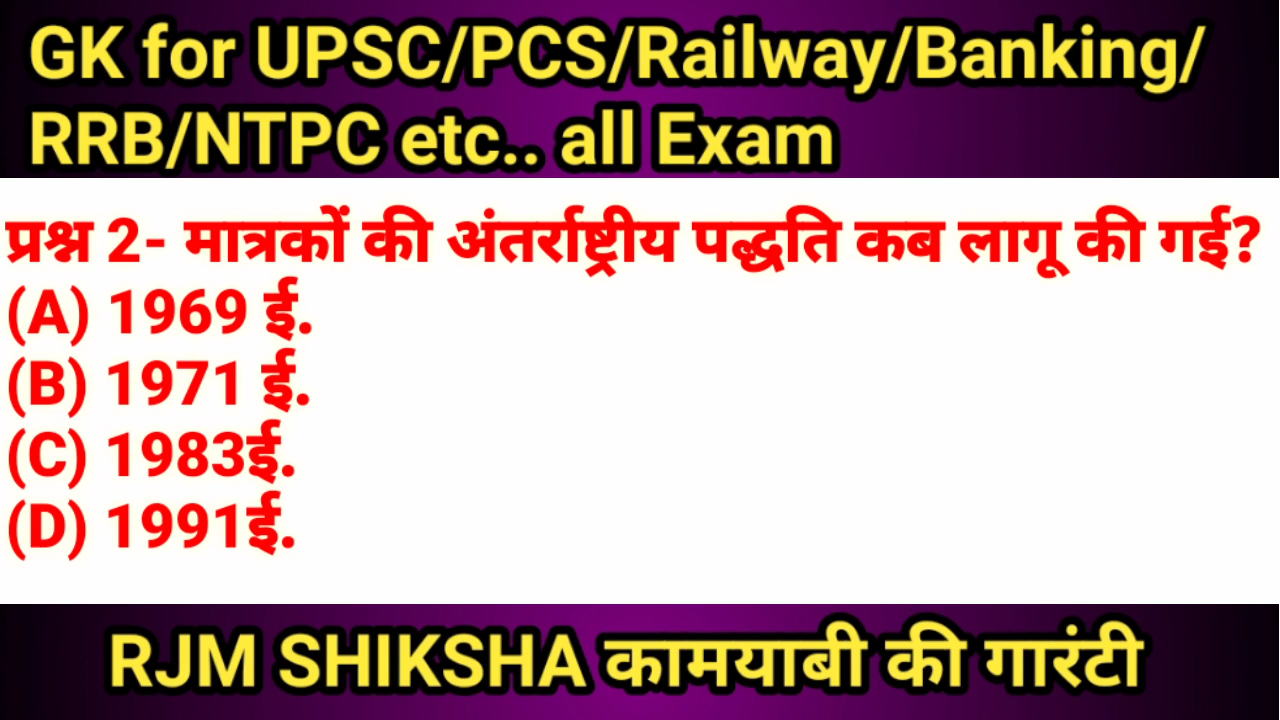 GK for UPSC/PCS/Railway/Banking/
RRB/NTPC etc.. all Exam
प्रश्न 2- मात्रकों की अंतर्राष्ट्रीय पद्धति कब लागू की गई?
(A) 1969 ई.
(B) 1971 ई.
(C) 1983ई.
(D) 1991ई.
RJM SHIKSHA कामयाबी की गारंटी